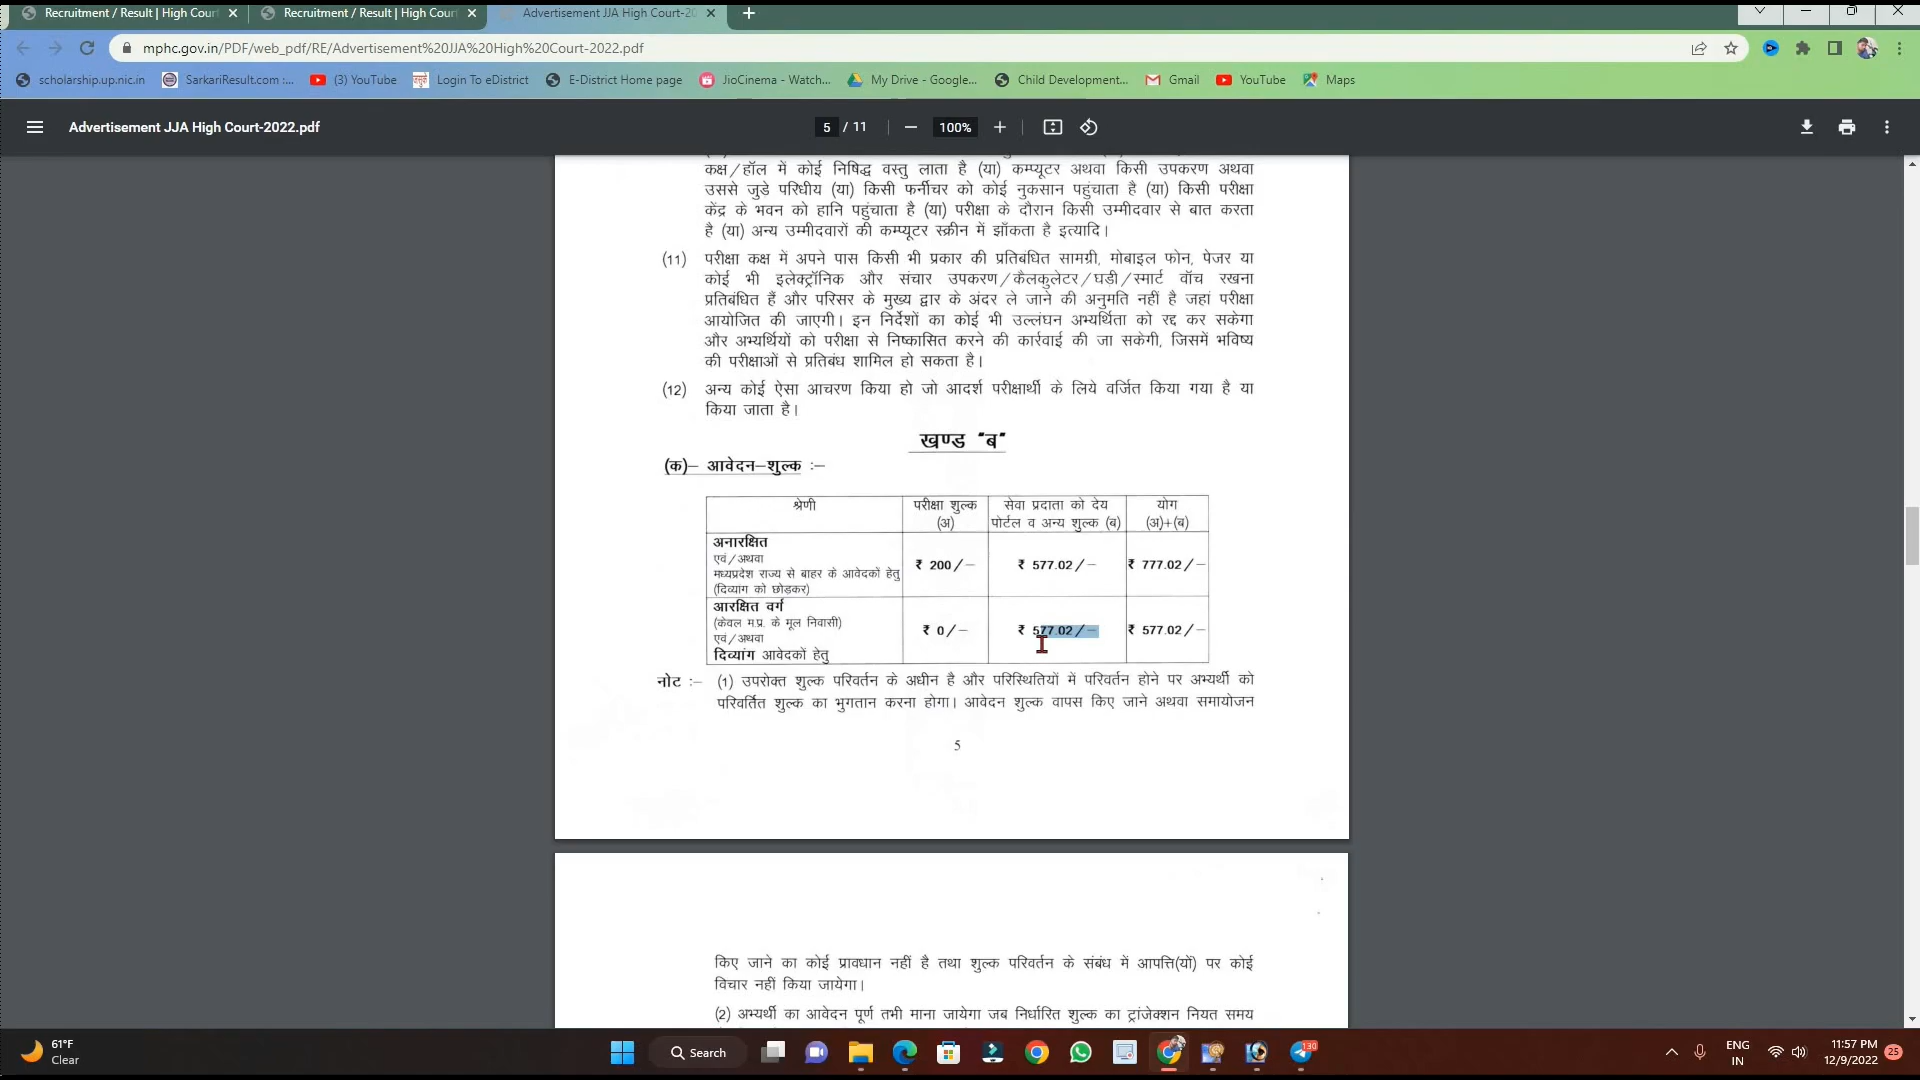 Recruitment / Result | High Court
Recruitment / Result | High Cour
Advertisement JJA High Court-20
mphc.gov.in/PDF/web_pdf/RE/Advertisement%20JJA%20High%20Court-2022.pdf
scholarship.up.nic.in
SarkariResult.com :...
(3) YouTube
Login To eDistrict
E-District Home page
JioCinema - Watch...
My Drive - Google...
Child Development...
Gmail
YouTube
Maps
Advertisement JJA High Court-2022.pdf
5 / 11
100%
कक्ष/हॉल में कोई निषिद्ध वस्तु लाता है (या) कम्प्यूटर अथवा किसी उपकरण अथवा
उससे जुडे परिघीय (या) किसी फर्नीचर को कोई नुकसान पहुंचाता है (या) किसी परीक्षा
केंद्र के भवन को हानि पहुंचाता है (या) परीक्षा के दौरान किसी उम्मीदवार से बात करता
है (या) अन्य उम्मीदवारों की कम्प्यूटर स्क्रीन में झाँकता है इत्यादि।
(11) परीक्षा कक्ष में अपने पास किसी भी प्रकार की प्रतिबंधित सामग्री, मोबाइल फोन, पेजर या
कोई भी इलेक्ट्रॉनिक और संचार उपकरण/कैलकुलेटर/घड़ी/स्मार्ट वॉच रखना
प्रतिबंधित हैं और परिसर के मुख्य द्वार के अंदर ले जाने की अनुमति नहीं है जहां परीक्षा
आयोजित की जाएगी। इन निर्देशों का कोई भी उल्लंघन अभ्यर्थिता को रद्द कर सकेगा
और अभ्यर्थियों को परीक्षा से निष्कासित करने की कार्रवाई की जा सकेगी, जिसमें भविष्य
की परीक्षाओं से प्रतिबंध शामिल हो सकता है।
(12) अन्य कोई ऐसा आचरण किया हो जो आदर्श परीक्षार्थी के लिये वर्जित किया गया है या
किया जाता है।
खण्ड "ब"
(क)– आवेदन–शुल्क :–
श्रेणी
परीक्षा शुल्क
(अ)
सेवा प्रदाता को देय
पोर्टल व अन्य शुल्क (ब)
योग
(अ)+(ब)
अनारक्षित
एवं/अथवा
मध्यप्रदेश राज्य से बाहर के आवेदकों हेतु
(दिव्यांग को छोड़कर)
₹ 200/–
₹ 577.02/–
₹ 777.02/–
आरक्षित वर्ग
(केवल म.प्र. के मूल निवासी)
एवं/अथवा
दिव्यांग आवेदकों हेतु
₹ 0/–
₹ 577.02/–
₹ 577.02/–
नोट :– (1) उपरोक्त शुल्क परिवर्तन के अधीन है और परिस्थितियों में परिवर्तन होने पर अभ्यर्थी को
परिवर्तित शुल्क का भुगतान करना होगा। आवेदन शुल्क वापस किए जाने अथवा समायोजन
5
किए जाने का कोई प्रावधान नहीं है तथा शुल्क परिवर्तन के संबंध में आपत्ति(यों) पर कोई
विचार नहीं किया जायेगा।
(2) अभ्यर्थी का आवेदन पूर्ण तभी माना जायेगा जब निर्धारित शुल्क का ट्रांजेक्शन नियत समय
61°F
Clear
Search
130
ENG
IN
11:57 PM
12/9/2022
25